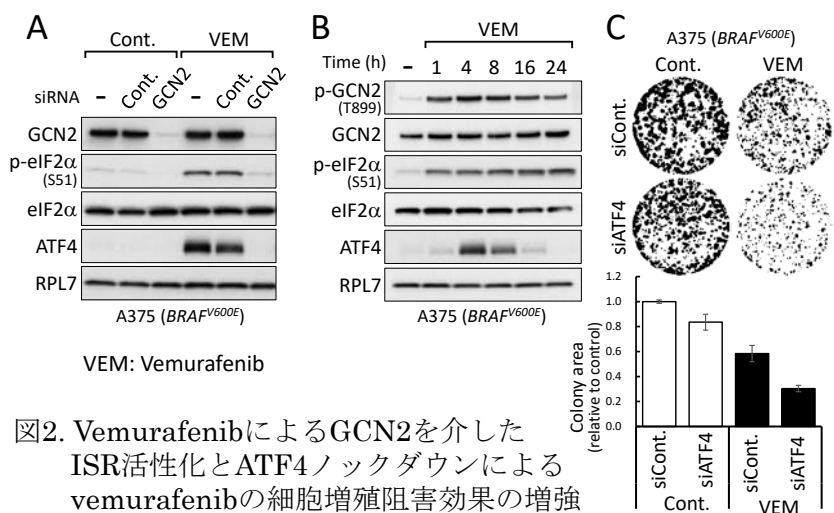 A
Cont.
VEM
siRNA
–
Cont.
GCN2
–
Cont.
GCN2
GCN2
p-eIF2α
(S51)
eIF2α
ATF4
RPL7
A375 (BRAFV600E)
VEM: Vemurafenib
B
VEM
Time (h)
– 1 4 8 16 24
p-GCN2
(T899)
GCN2
p-eIF2α
(S51)
eIF2α
ATF4
RPL7
A375 (BRAFV600E)
C
A375 (BRAFV600E)
Cont.
VEM
siCont.
siATF4
Colony area
(relative to control)
1.2
1.0
0.8
0.6
0.4
0.2
0.0
siCont.
siATF4
siCont.
siATF4
Cont.
VEM
図2. VemurafenibによるGCN2を介した
ISR活性化とATF4ノックダウンによる
vemurafenibの細胞増殖阻害効果の増強